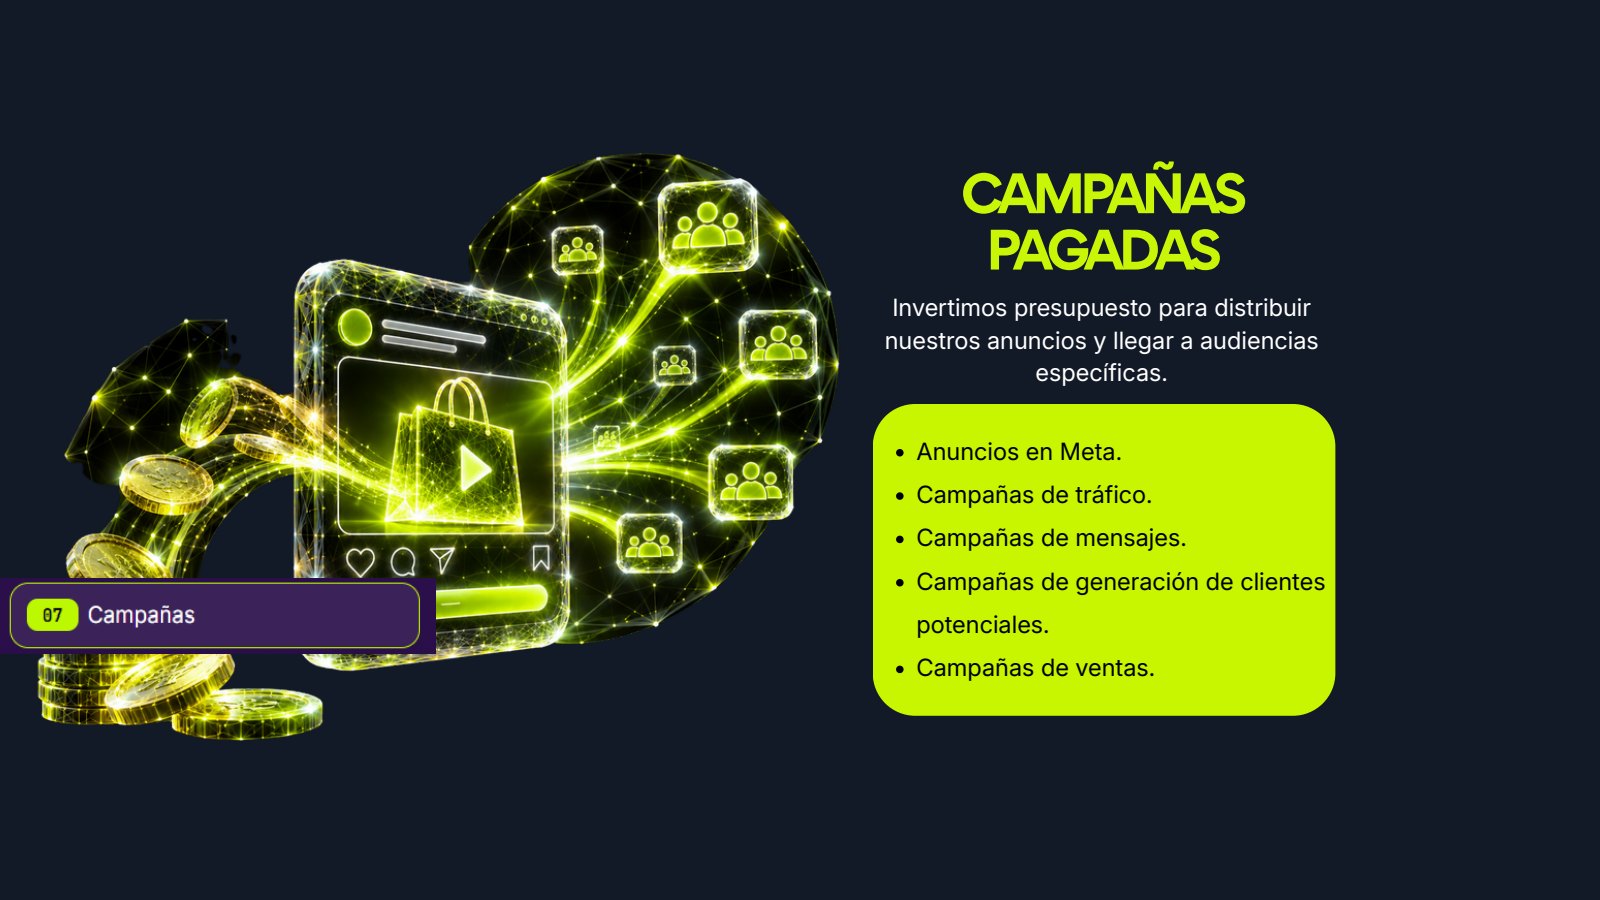 CAMPAÑAS
PAGADAS
Invertimos presupuesto para distribuir
nuestros anuncios y llegar a audiencias
específicas.
• Anuncios en Meta.
• Campañas de tráfico.
• Campañas de mensajes.
• Campañas de generación de clientes
potenciales.
• Campañas de ventas.
07 Campañas